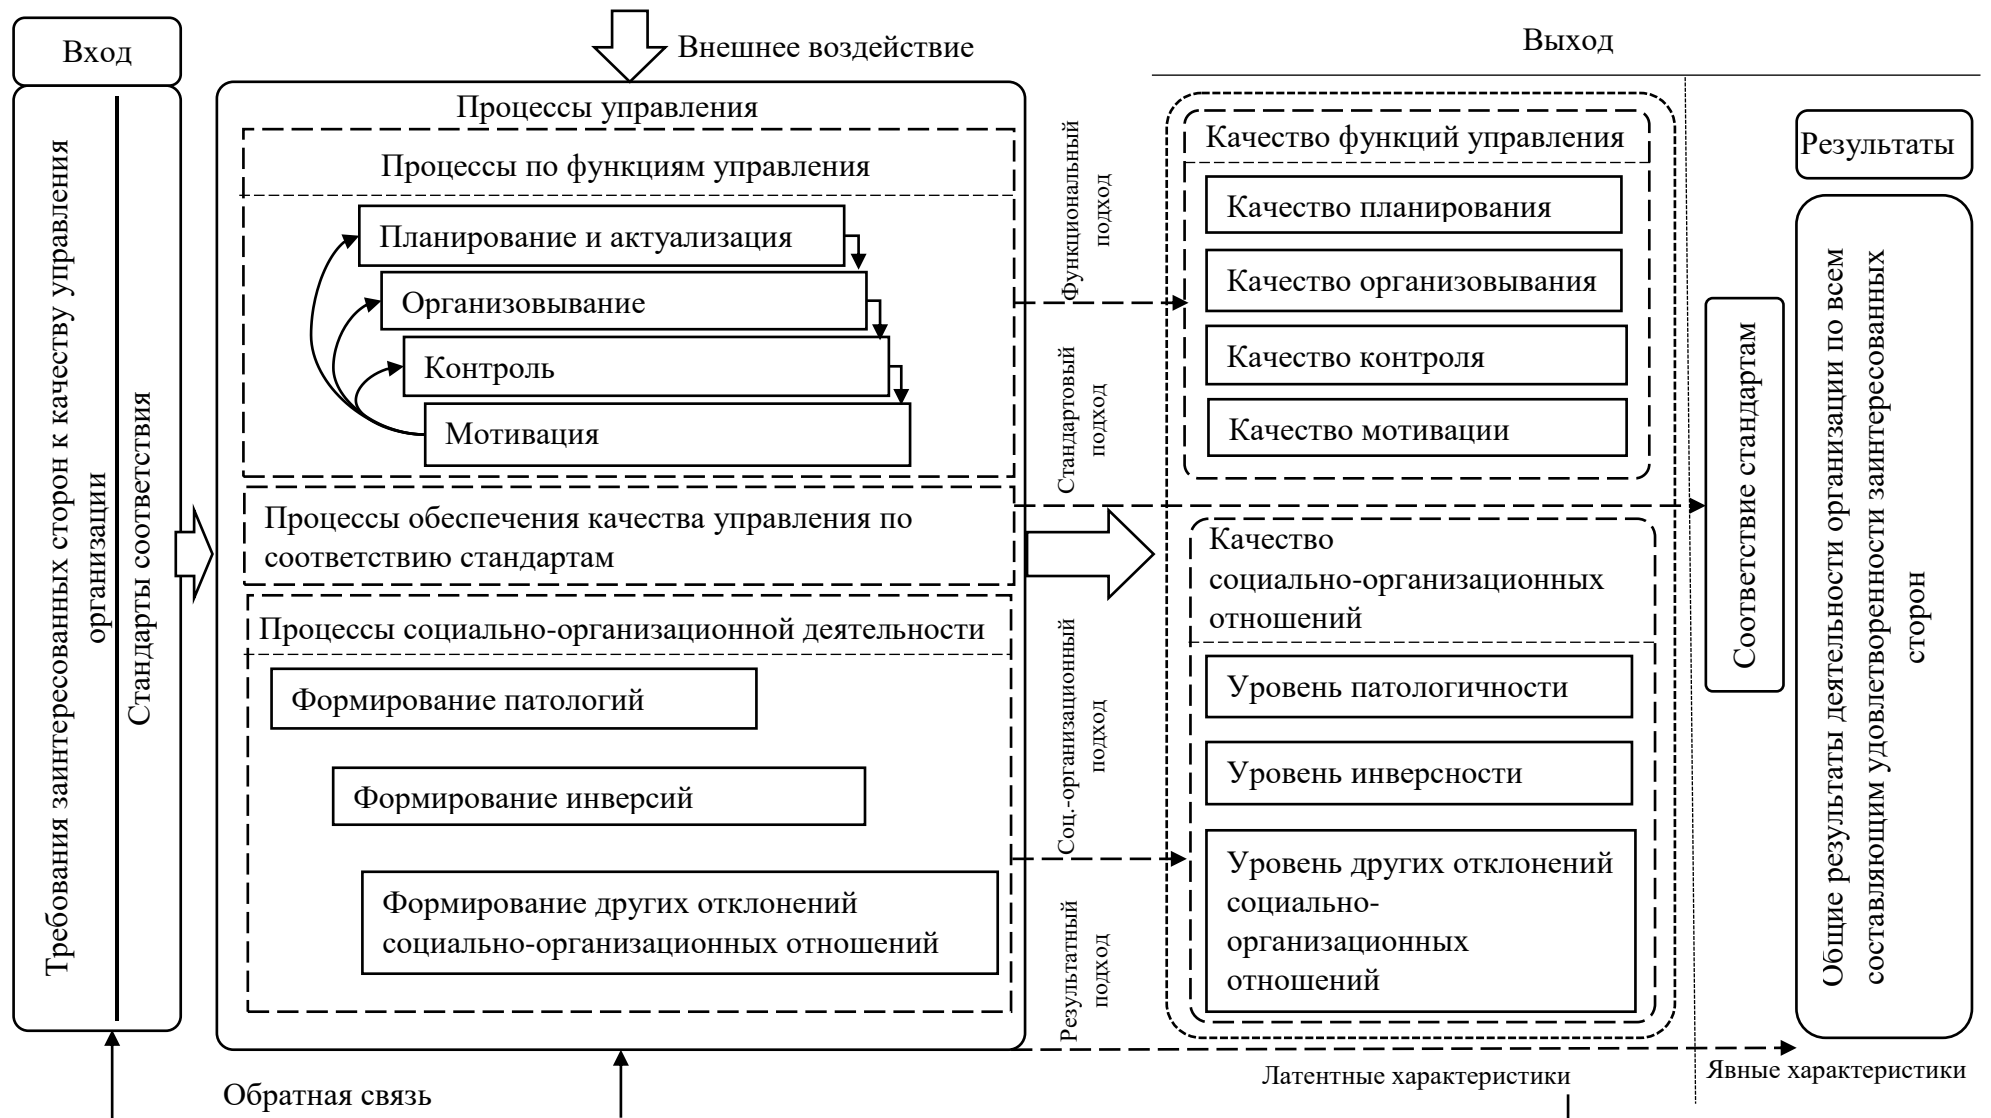 Вход
Требования заинтересованных сторон к качеству управления
организации
Стандарты соответствия
Внешнее воздействие
Процессы управления
Процессы по функциям управления
Планирование и актуализация
Организовывание
Контроль
Мотивация
Процессы обеспечения качества управления по
соответствию стандартам
Процессы социально-организационной деятельности
Формирование патологий
Формирование инверсий
Формирование других отклонений
социально-организационных отношений
Функциональный
подход
Стандартовый
подход
Соц.-организационный
подход
Результатный
подход
Выход
Качество функций управления
Качество планирования
Качество организовывания
Качество контроля
Качество мотивации
Качество
социально-организационных
отношений
Уровень патологичности
Уровень инверсности
Уровень других отклонений
социально-
организационных
отношений
Соответствие стандартам
Результаты
Общие результаты деятельности организации по всем
составляющим удовлетворенности заинтересованных
сторон
Латентные характеристики
Явные характеристики
Обратная связь